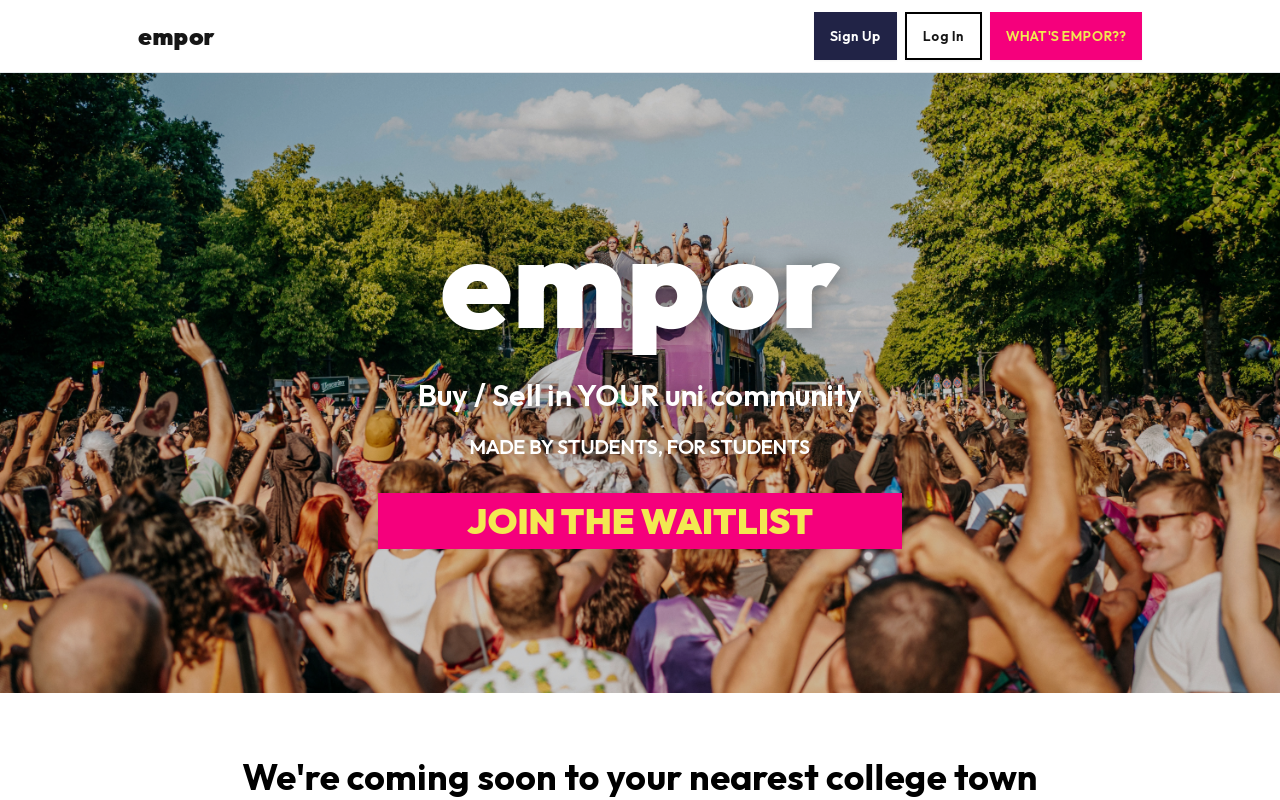 empor
Sign Up
Log In
WHAT'S EMPOR??
empor
Buy / Sell in YOUR uni community
MADE BY STUDENTS, FOR STUDENTS
JOIN THE WAITLIST
We're coming soon to your nearest college town